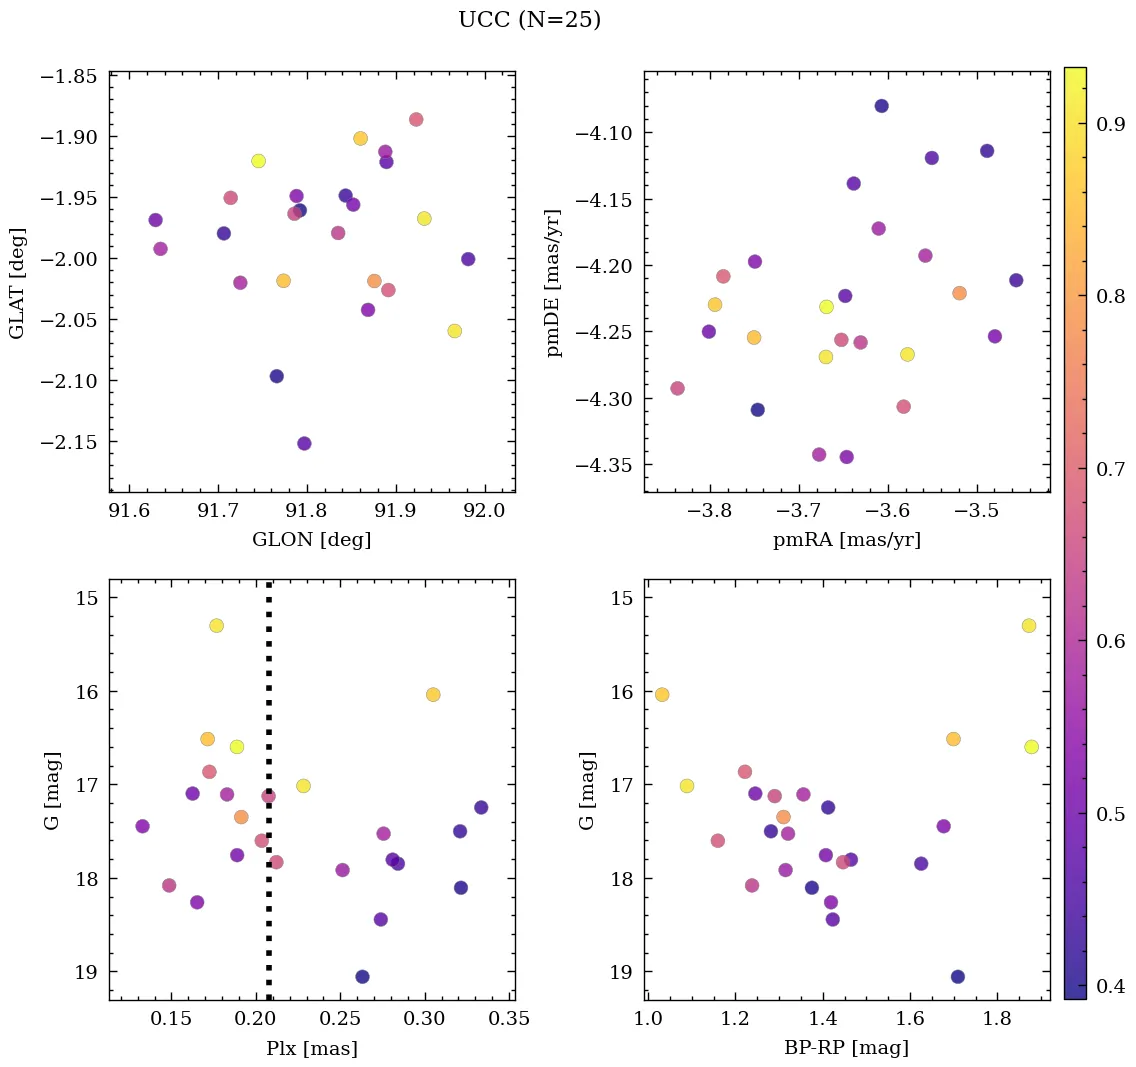 UCC (N=25)
−1.85
−1.90
−1.95
−2.00
−2.05
−2.10
−2.15
GLAT [deg]
91.6 91.7 91.8 91.9 92.0
GLON [deg]
−4.10
−4.15
−4.20
−4.25
−4.30
−4.35
pmDE [mas/yr]
−3.8 −3.7 −3.6 −3.5
pmRA [mas/yr]
15
16
17
18
19
G [mag]
0.15 0.20 0.25 0.30 0.35
Plx [mas]
15
16
17
18
19
G [mag]
1.0 1.2 1.4 1.6 1.8
BP-RP [mag]
0.9
0.8
0.7
0.6
0.5
0.4